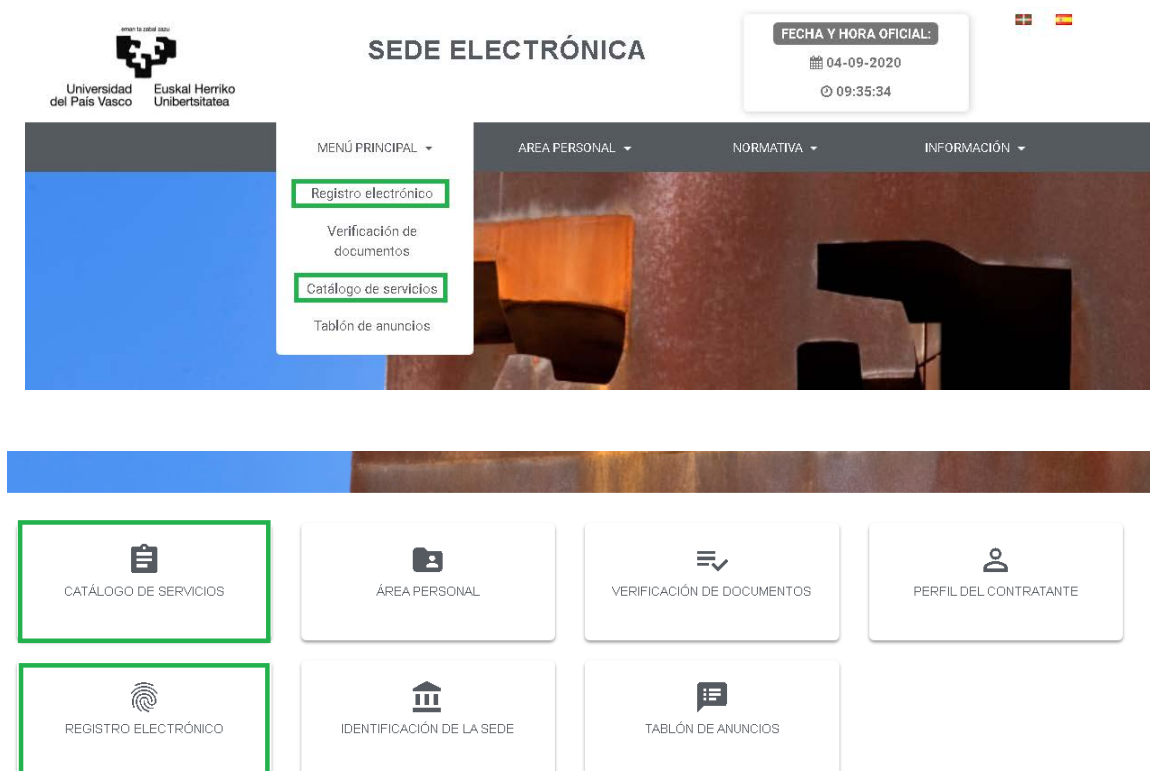 eman ta zabal zazu
Universidad del País Vasco
Euskal Herriko Unibertsitatea
SEDE ELECTRÓNICA
FECHA Y HORA OFICIAL:
04-09-2020
09:35:34
MENÚ PRINCIPAL
AREA PERSONAL
NORMATIVA
INFORMACIÓN
Registro electrónico
Verificación de
documentos
Catálogo de servicios
Tablón de anuncios
CATÁLOGO DE SERVICIOS
ÁREA PERSONAL
VERIFICACIÓN DE DOCUMENTOS
PERFIL DEL CONTRATANTE
REGISTRO ELECTRÓNICO
IDENTIFICACIÓN DE LA SEDE
TABLÓN DE ANUNCIOS